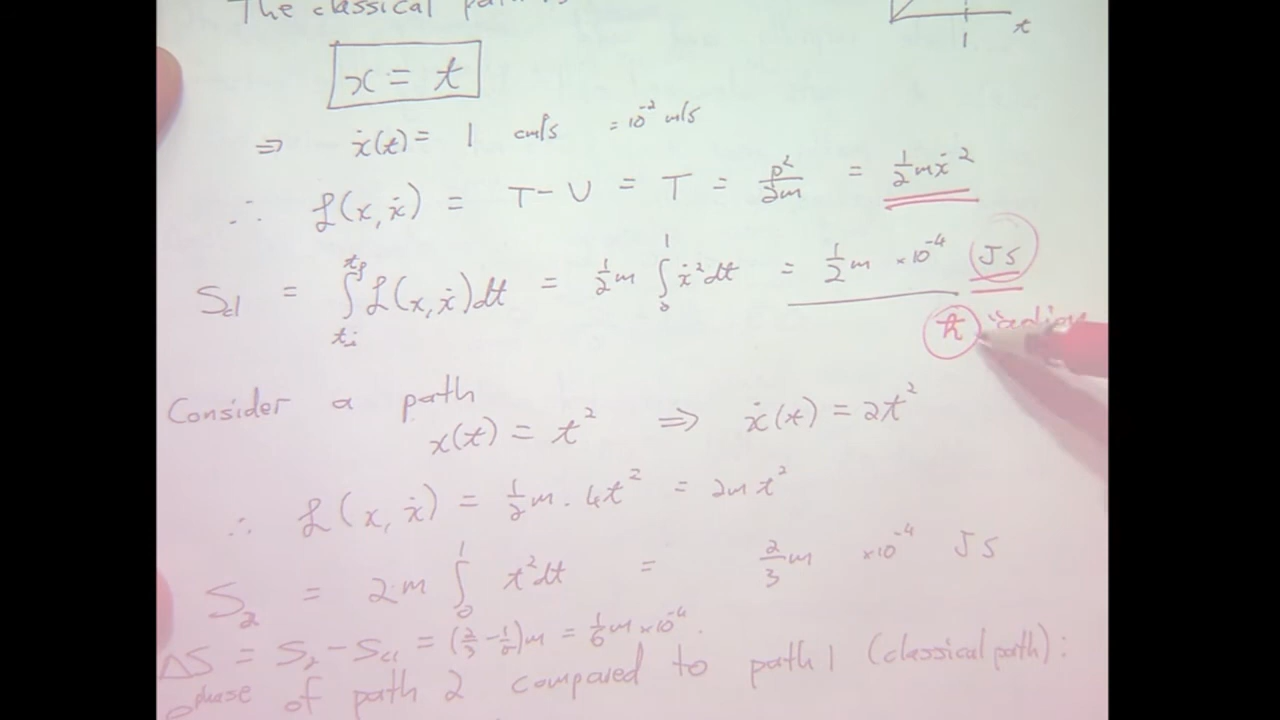 The classical path
t
1
x = t
⇒ ẋ(t) = 1 cm/s = 10⁻² m/s
∴ ℒ(x, ẋ) = T − U = T = p²/2m = ½mẋ²
S_cl = ∫_{t_i}^{t_f} ℒ(x, ẋ)dt = ½m ∫₀¹ ẋ²dt = ½m ×10⁻⁴ JS
ħ "action
Consider a path
x(t) = t² ⇒ ẋ(t) = 2t²
∴ ℒ(x, ẋ) = ½m . 4t² = 2mt²
S₂ = 2m ∫₀¹ t²dt = ⅔m ×10⁻⁴ JS
ΔS = S₂ − S_cl = (⅔ − ½)m = ⅙m×10⁻⁴.
phase of path 2 compared to path 1 (classical path):